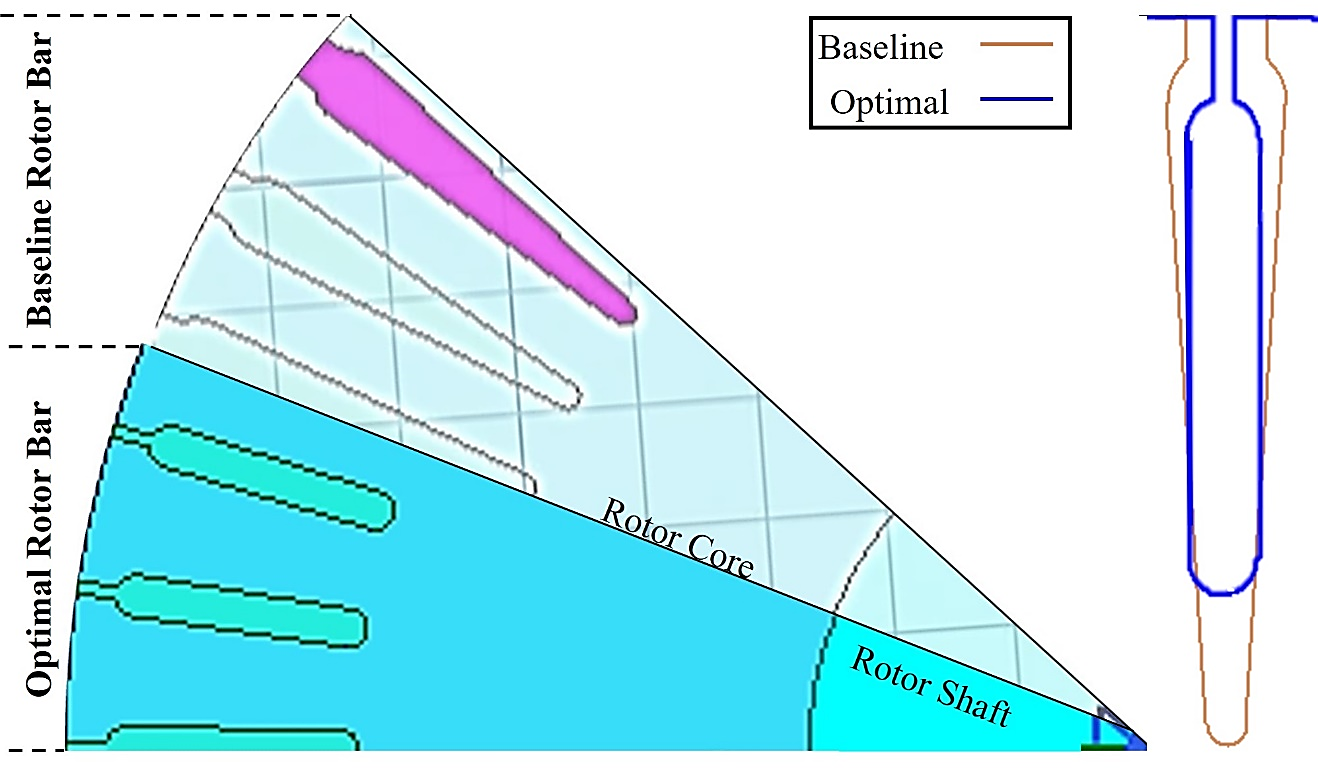 Baseline Rotor Bar
Optimal Rotor Bar
Rotor Core
Rotor Shaft
Baseline
Optimal